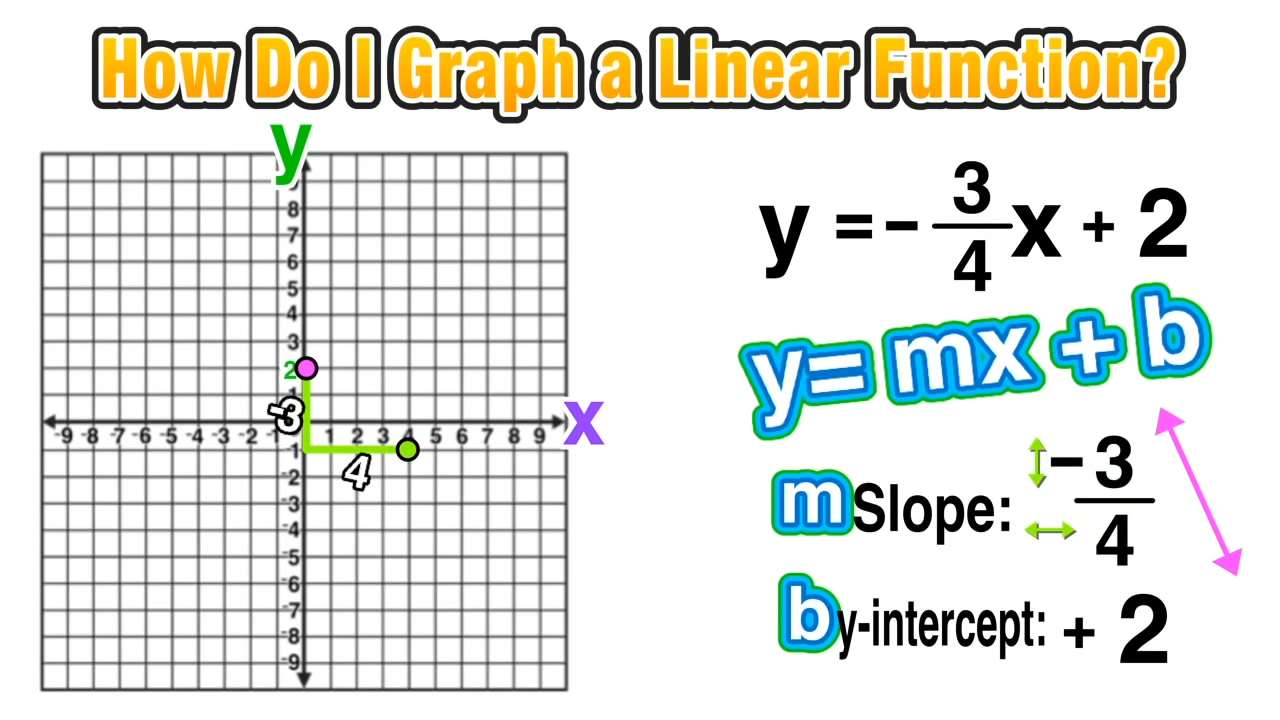 How Do I Graph a Linear Function?
y
8
7
6
5
4
3
2
1
-3
-9 -8 -7 -6 -5 -4 -3 -2 -1 1 2 3 4 5 6 7 8 9 x
-1
4
-2
-3
-4
-5
-6
-7
-8
-9
y = - 3/4 x + 2
y= mx + b
m Slope: - 3/4
b y-intercept: + 2